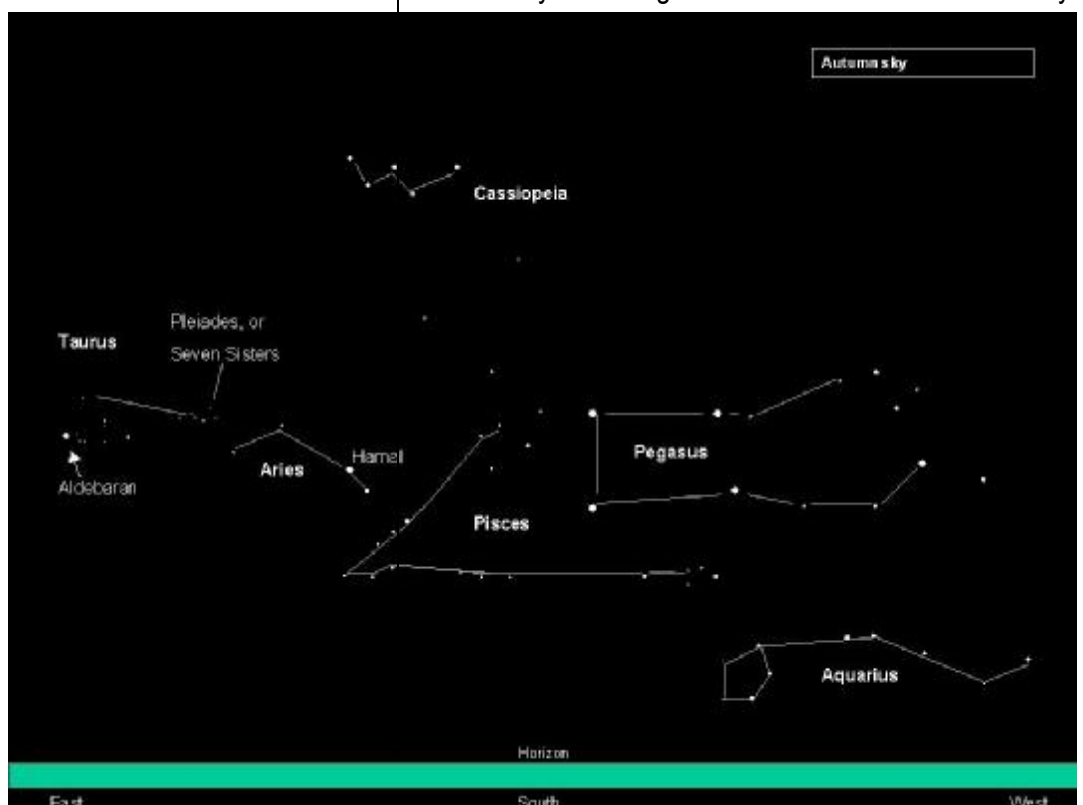 Autumn sky
Cassiopeia
Pleiades, or
Seven Sisters
Taurus
Hamel
Aries
Aldebaran
Pegasus
Pisces
Aquarius
Horizon
East South West